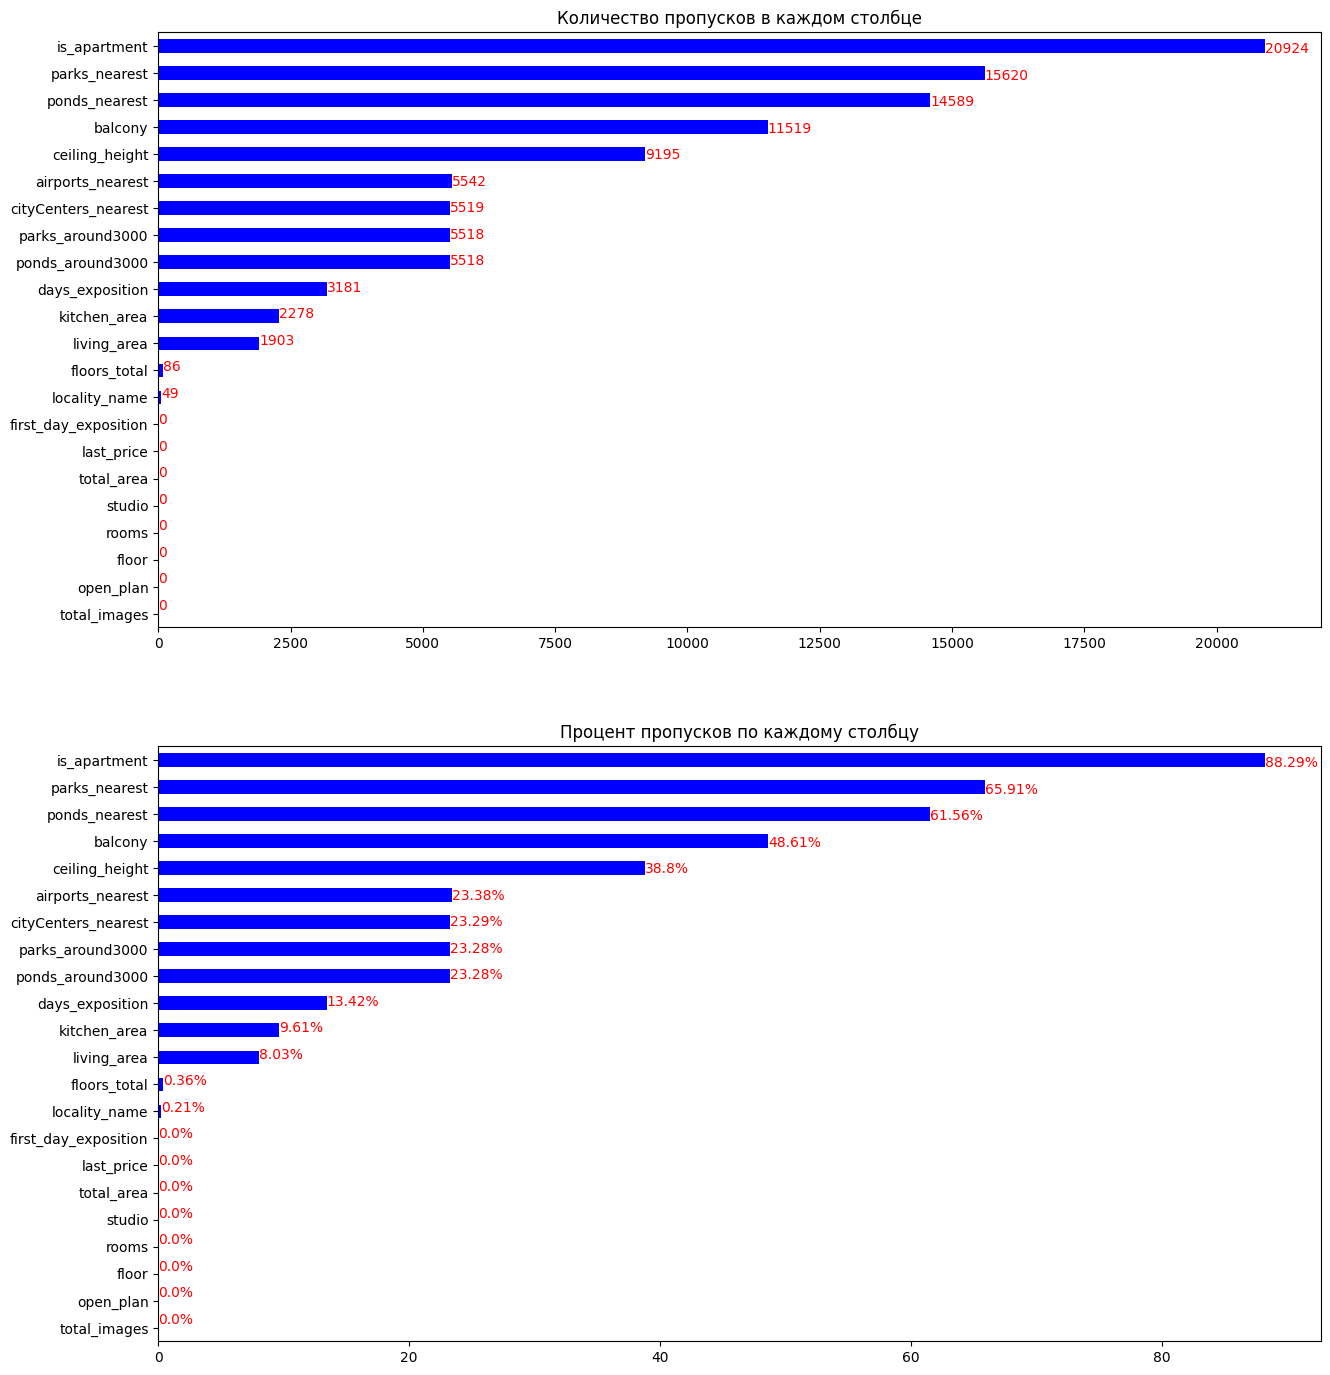 Количество пропусков в каждом столбце
is_apartment 20924
parks_nearest 15620
ponds_nearest 14589
balcony 11519
ceiling_height 9195
airports_nearest 5542
cityCenters_nearest 5519
parks_around3000 5518
ponds_around3000 5518
days_exposition 3181
kitchen_area 2278
living_area 1903
floors_total 86
locality_name 49
first_day_exposition 0
last_price 0
total_area 0
studio 0
rooms 0
floor 0
open_plan 0
total_images 0
0 2500 5000 7500 10000 12500 15000 17500 20000
Процент пропусков по каждому столбцу
is_apartment 88.29%
parks_nearest 65.91%
ponds_nearest 61.56%
balcony 48.61%
ceiling_height 38.8%
airports_nearest 23.38%
cityCenters_nearest 23.29%
parks_around3000 23.28%
ponds_around3000 23.28%
days_exposition 13.42%
kitchen_area 9.61%
living_area 8.03%
floors_total 0.36%
locality_name 0.21%
first_day_exposition 0.0%
last_price 0.0%
total_area 0.0%
studio 0.0%
rooms 0.0%
floor 0.0%
open_plan 0.0%
total_images 0.0%
0 20 40 60 80